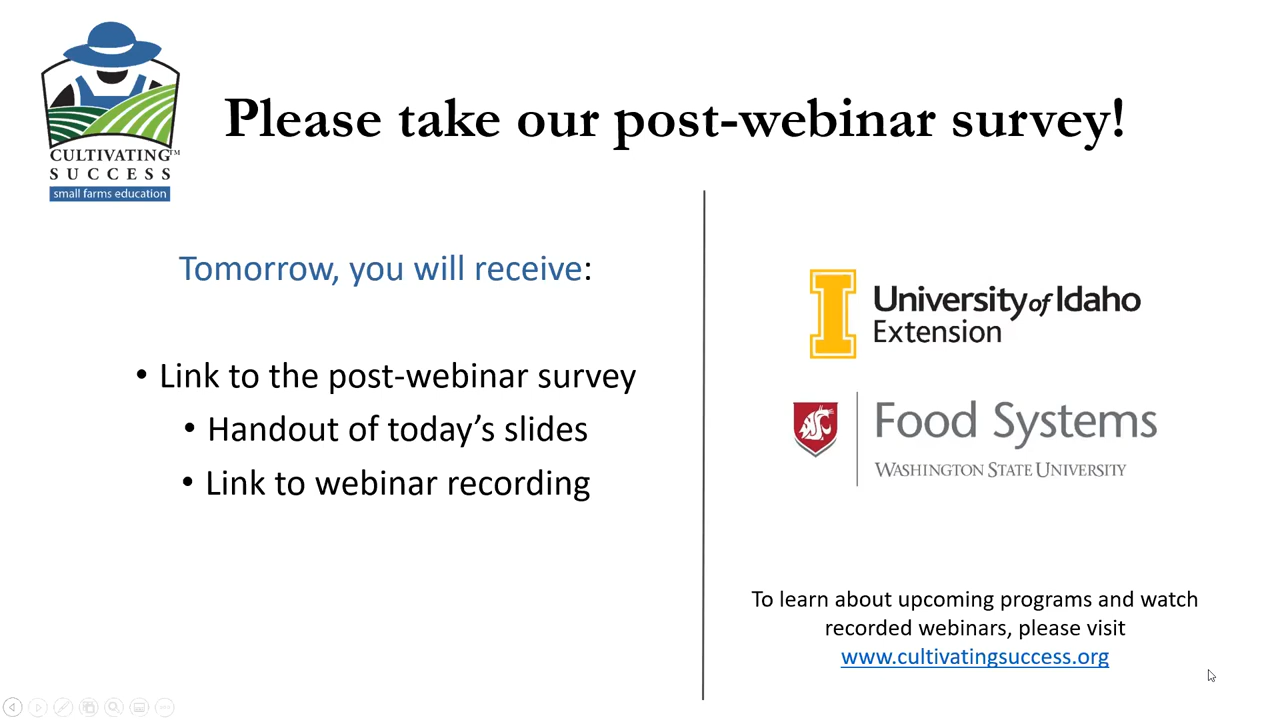 CULTIVATING™
SUCCESS
small farms education
Please take our post-webinar survey!
Tomorrow, you will receive:
• Link to the post-webinar survey
• Handout of today's slides
• Link to webinar recording
I University of Idaho
Extension
WSC
Food Systems
WASHINGTON STATE UNIVERSITY
To learn about upcoming programs and watch
recorded webinars, please visit
www.cultivatingsuccess.org